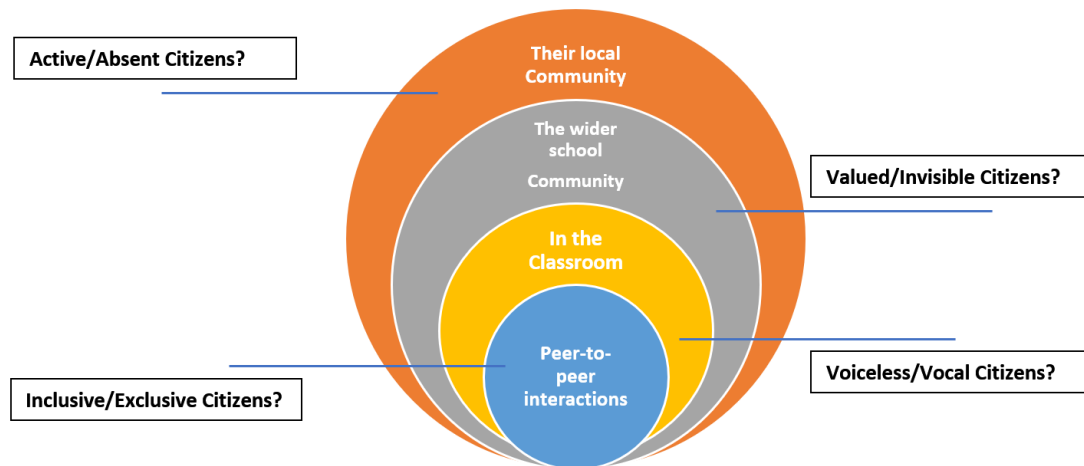 Active/Absent Citizens?
Their local
Community
The wider
school
Community
Valued/Invisible Citizens?
In the
Classroom
Peer-to-
peer
interactions
Voiceless/Vocal Citizens?
Inclusive/Exclusive Citizens?